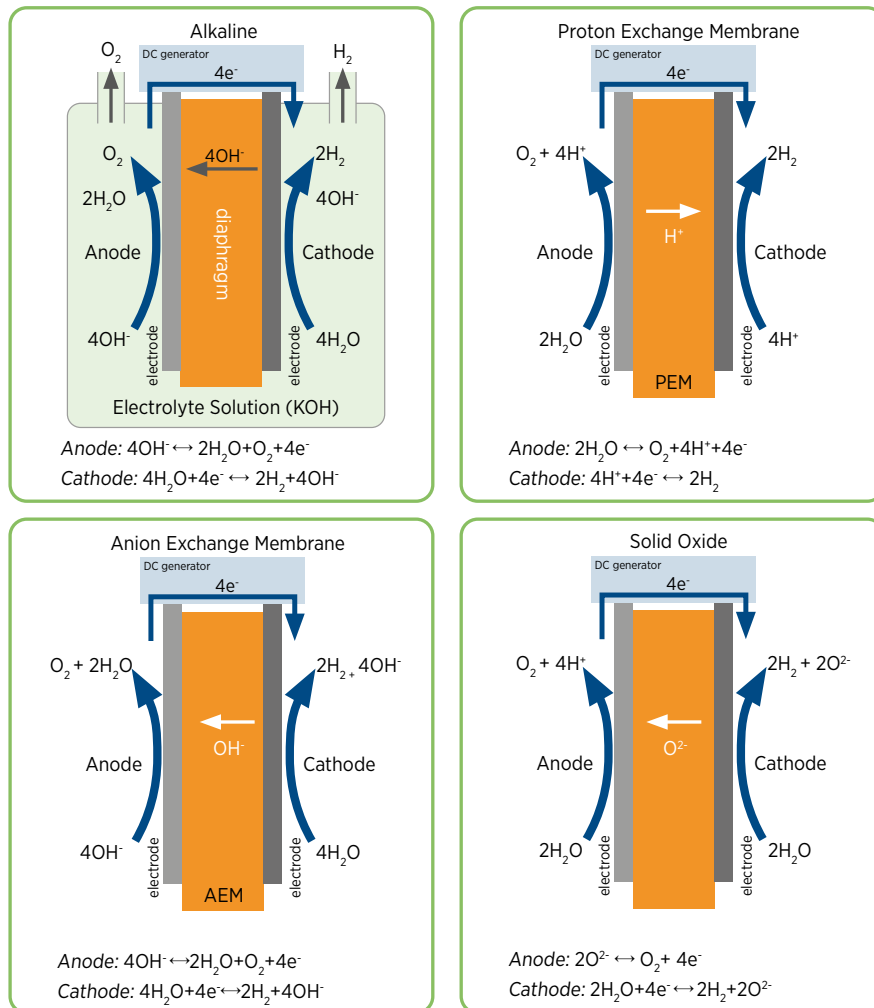 Alkaline
O₂
H₂
DC generator
4e⁻
O₂
4OH⁻
2H₂
2H₂O
4OH⁻
diaphragm
Anode
Cathode
4OH⁻
electrode
electrode
4H₂O
Electrolyte Solution (KOH)
Anode: 4OH⁻ ↔ 2H₂O+O₂+4e⁻
Cathode: 4H₂O+4e⁻ ↔ 2H₂+4OH⁻
Proton Exchange Membrane
DC generator
4e⁻
O₂ + 4H⁺
2H₂
H⁺
Anode
Cathode
2H₂O
electrode
electrode
4H⁺
PEM
Anode: 2H₂O ↔ O₂+4H⁺+4e⁻
Cathode: 4H⁺+4e⁻ ↔ 2H₂
Anion Exchange Membrane
DC generator
4e⁻
O₂ + 2H₂O
2H₂₊ 4OH⁻
OH⁻
Anode
Cathode
4OH⁻
electrode
electrode
4H₂O
AEM
Anode: 4OH⁻↔2H₂O+O₂+4e⁻
Cathode: 4H₂O+4e⁻↔2H₂+4OH⁻
Solid Oxide
DC generator
4e⁻
O₂ + 4H⁺
2H₂ + 2O²⁻
O²⁻
Anode
Cathode
2H₂O
electrode
electrode
2H₂O
Anode: 2O²⁻ ↔ O₂+ 4e⁻
Cathode: 2H₂O+4e⁻↔2H₂+2O²⁻